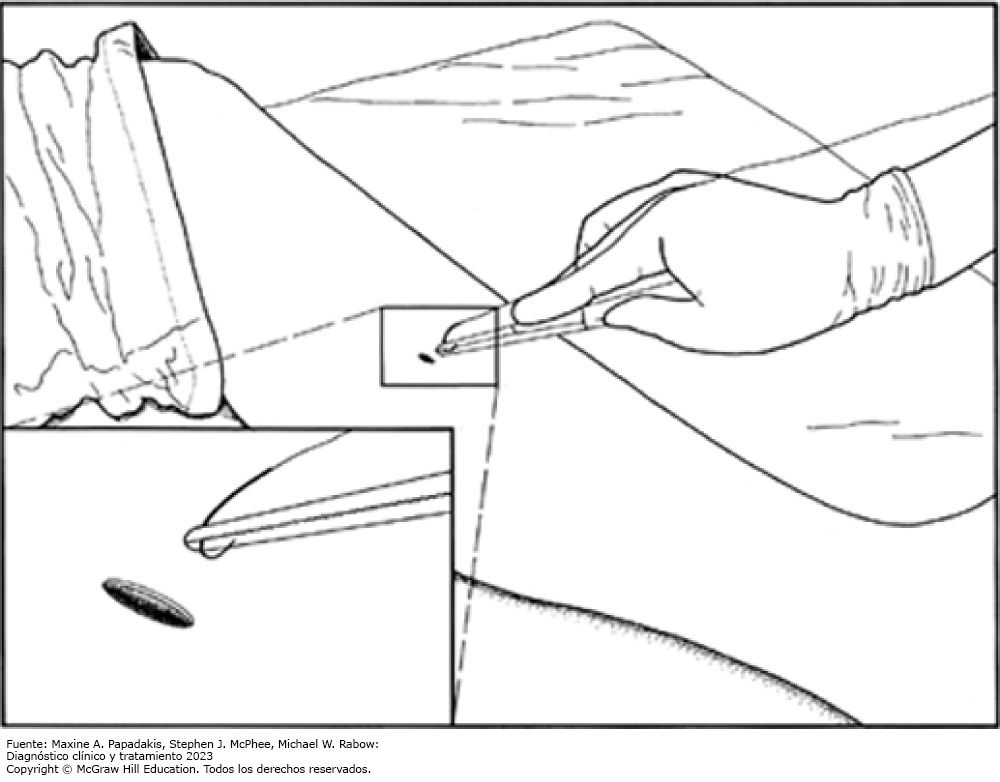 Fuente: Maxine A. Papadakis, Stephen J. McPhee, Michael W. Rabow:
Diagnóstico clínico y tratamiento 2023
Copyright © McGraw Hill Education. Todos los derechos reservados.